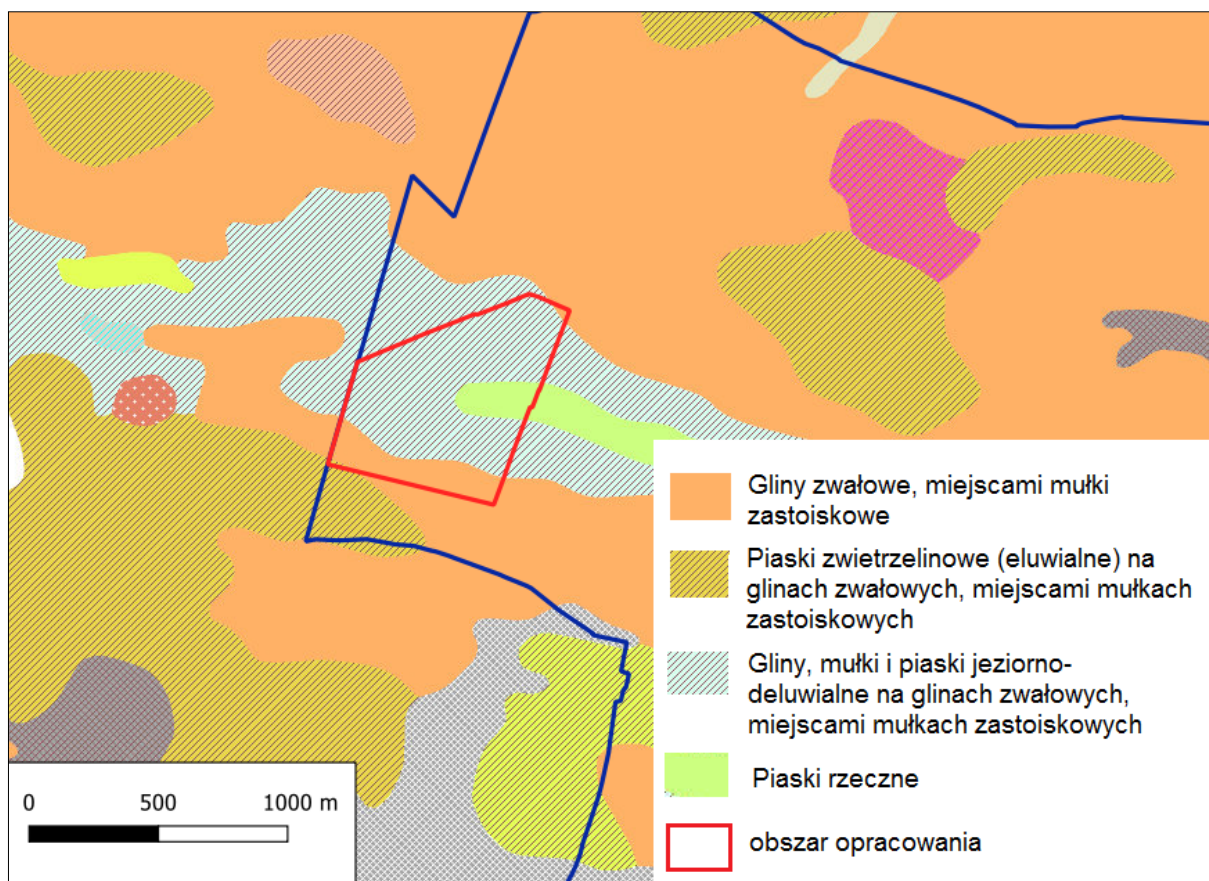 Gliny zwałowe, miejscami mułki
zastoiskowe
Piaski zwietrzelinowe (eluwialne) na
glinach zwałowych, miejscami mułkach
zastoiskowych
Gliny, mułki i piaski jeziorno-
deluwialne na glinach zwałowych,
miejscami mułkach zastoiskowych
Piaski rzeczne
obszar opracowania
0 500 1000 m